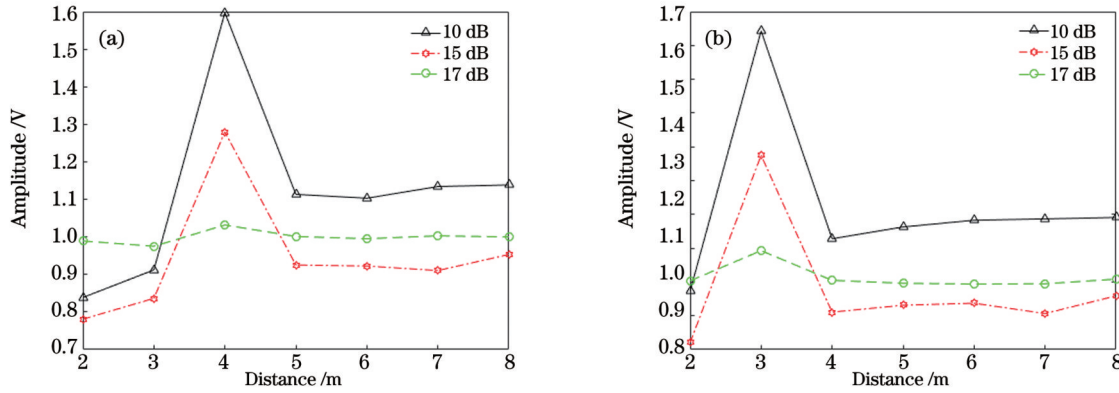 (a)
10 dB
15 dB
17 dB
Amplitude /V
1.6
1.5
1.4
1.3
1.2
1.1
1.0
0.9
0.8
0.7
2 3 4 5 6 7 8
Distance /m
(b)
10 dB
15 dB
17 dB
Amplitude /V
1.7
1.6
1.5
1.4
1.3
1.2
1.1
1.0
0.9
0.8
2 3 4 5 6 7 8
Distance /m